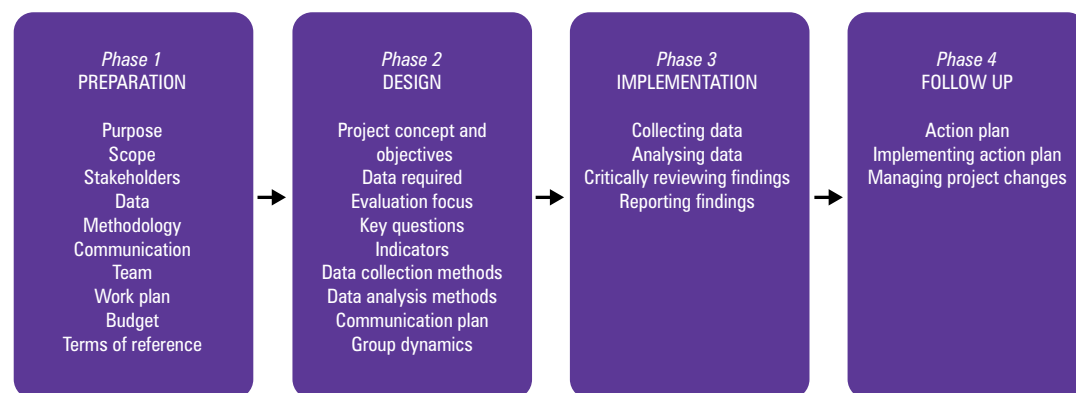 Phase 1
PREPARATION
Purpose
Scope
Stakeholders
Data
Methodology
Communication
Team
Work plan
Budget
Terms of reference
Phase 2
DESIGN
Project concept and
objectives
Data required
Evaluation focus
Key questions
Indicators
Data collection methods
Data analysis methods
Communication plan
Group dynamics
Phase 3
IMPLEMENTATION
Collecting data
Analysing data
Critically reviewing findings
Reporting findings
Phase 4
FOLLOW UP
Action plan
Implementing action plan
Managing project changes